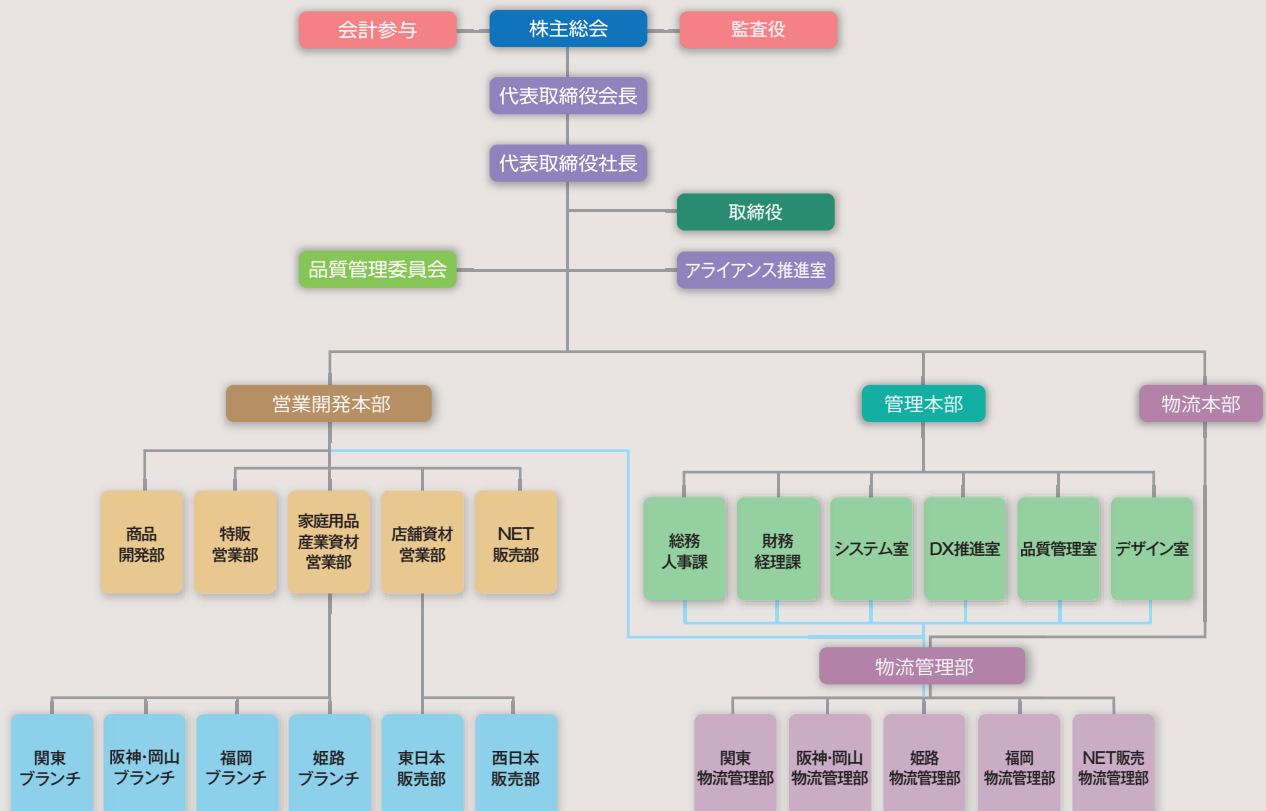 会計参与
株主総会
監査役
代表取締役会長
代表取締役社長
取締役
品質管理委員会
アライアンス推進室
営業開発本部
管理本部
物流本部
商品
開発部
特販
営業部
家庭用品
産業資材
営業部
店舗資材
営業部
NET
販売部
総務
人事課
財務
経理課
システム室
DX推進室
品質管理室
デザイン室
物流管理部
関東
ブランチ
阪神・岡山
ブランチ
福岡
ブランチ
姫路
ブランチ
東日本
販売部
西日本
販売部
関東
物流管理部
阪神・岡山
物流管理部
姫路
物流管理部
福岡
物流管理部
NET販売
物流管理部